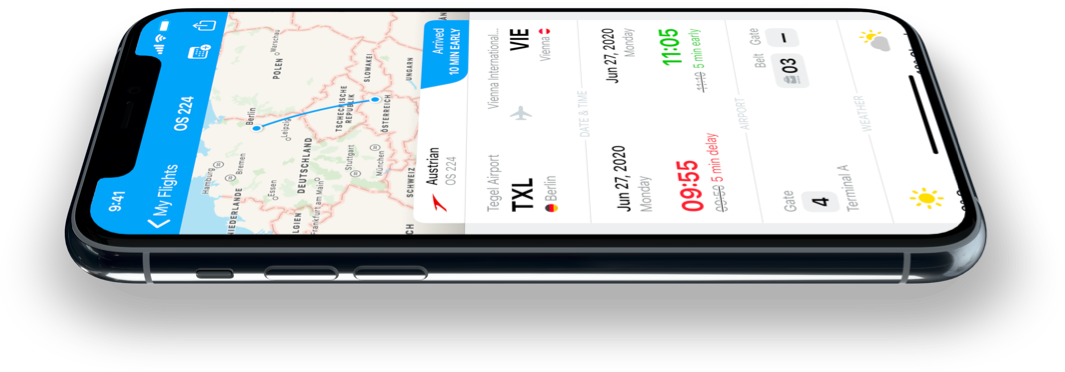 9:41
My Flights
OS 224
Hamburg
Bremen
Berlin
Warschau
POLEN
NIEDERLANDE
Essen
Leipzig
DEUTSCHLAND
Frankfurt am Main
TSCHECHISCHE
REPUBLIK
SLOWAKEI
Stuttgart
München
ÖSTERREICH
UNGARN
SCHWEIZ
Austrian
OS 224
Arrived
10 MIN EARLY
Tegel Airport
Vienna International...
TXL
VIE
Berlin
Vienna
DATE & TIME
Jun 27, 2020
Jun 27, 2020
Monday
Monday
09:55
11:05
09:50 5 min delay
11:10 5 min early
AIRPORT
Gate
Belt
Gate
4
03
–
Terminal A
WEATHER